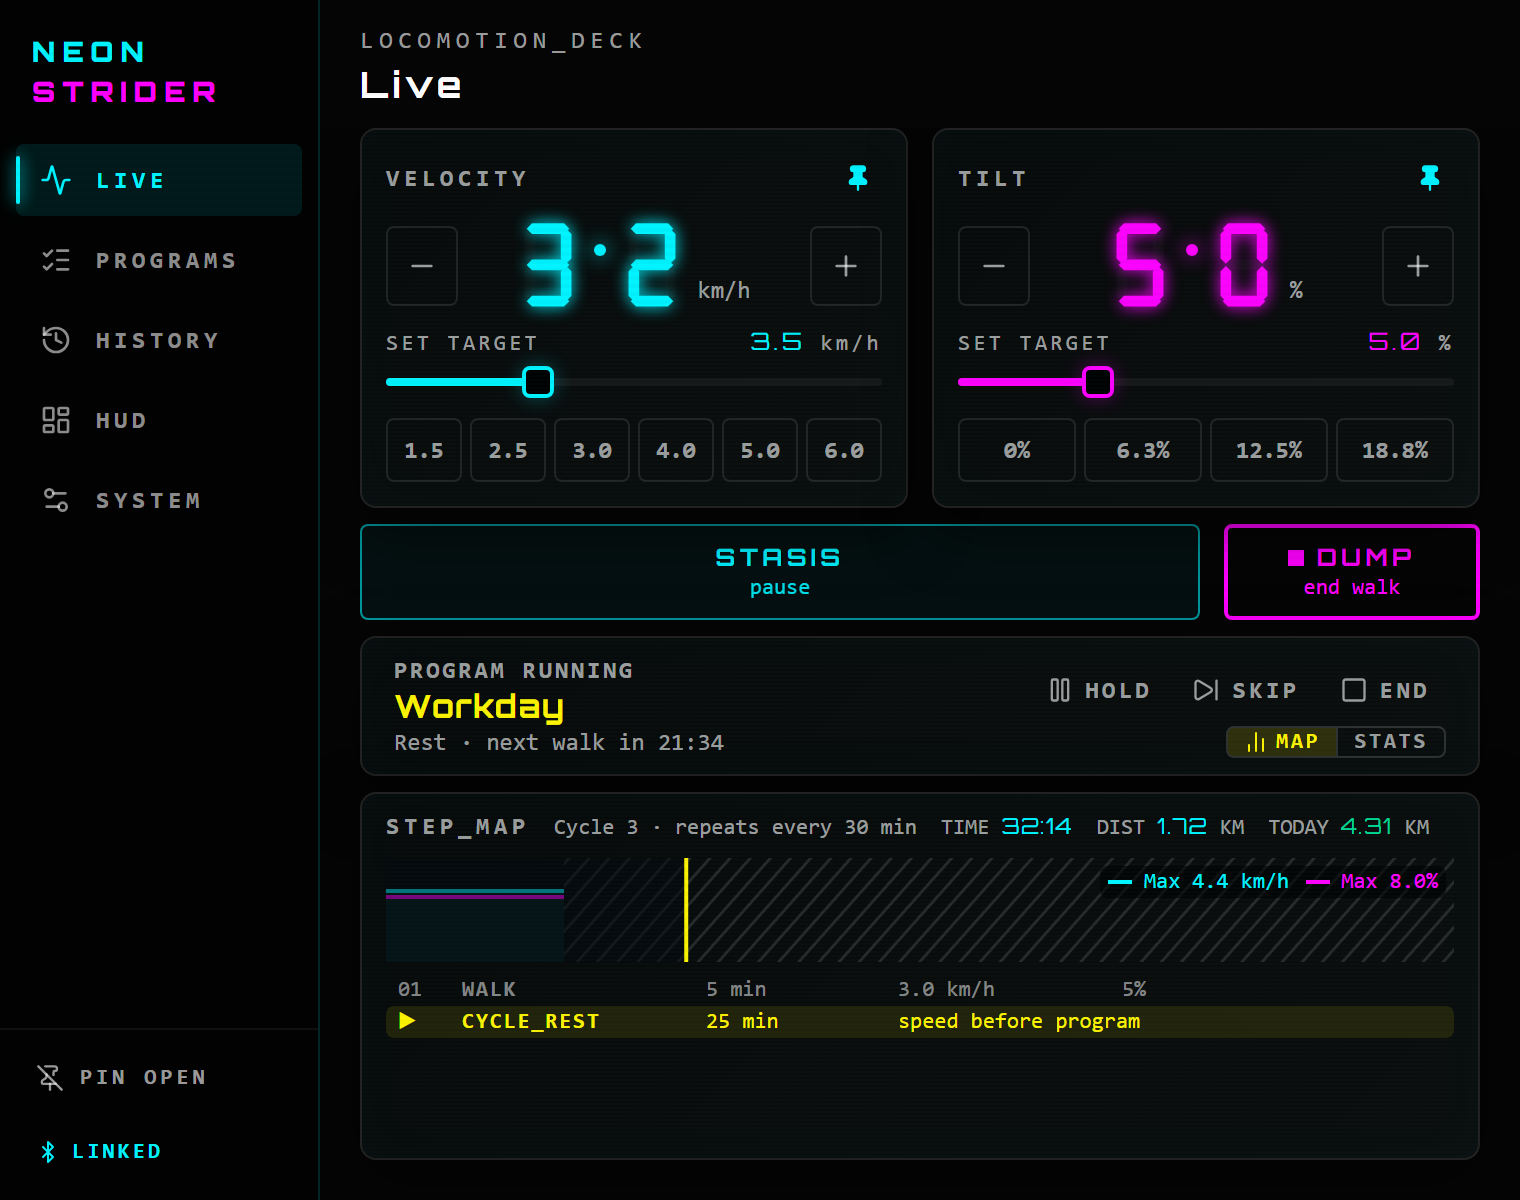 NEON
STRIDER
LIVE
PROGRAMS
HISTORY
HUD
SYSTEM
PIN OPEN
LINKED
LOCOMOTION_DECK
Live
VELOCITY
3.2 km/h
SET TARGET 3.5 km/h
1.5 2.5 3.0 4.0 5.0 6.0
TILT
5.0 %
SET TARGET 5.0 %
0% 6.3% 12.5% 18.8%
STASIS
pause
DUMP
end walk
PROGRAM RUNNING
Workday
Rest · next walk in 21:34
HOLD SKIP END
MAP STATS
STEP_MAP Cycle 3 · repeats every 30 min TIME 32:14 DIST 1.72 KM TODAY 4.31 KM
Max 4.4 km/h Max 8.0%
01 WALK 5 min 3.0 km/h 5%
CYCLE_REST 25 min speed before program